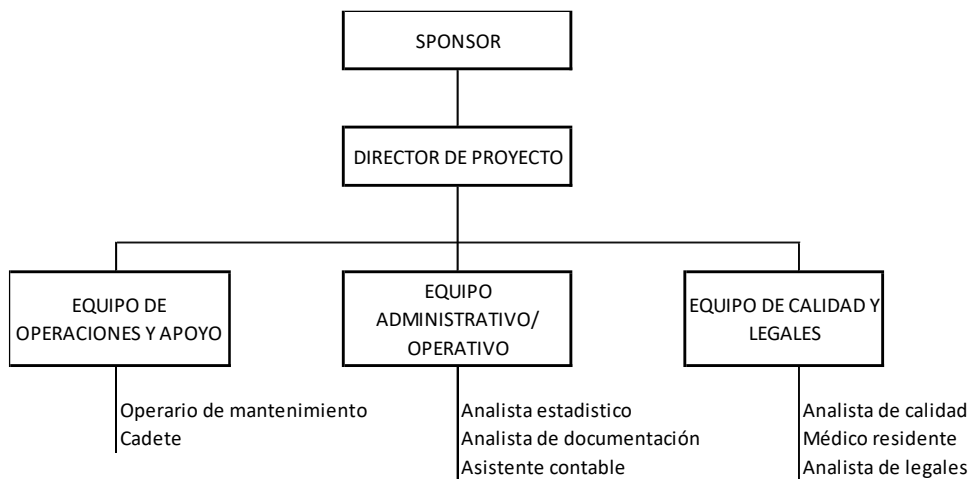 SPONSOR
DIRECTOR DE PROYECTO
EQUIPO DE
OPERACIONES Y APOYO
EQUIPO
ADMINISTRATIVO/
OPERATIVO
EQUIPO DE CALIDAD Y
LEGALES
Operario de mantenimiento
Cadete
Analista estadistico
Analista de documentación
Asistente contable
Analista de calidad
Médico residente
Analista de legales